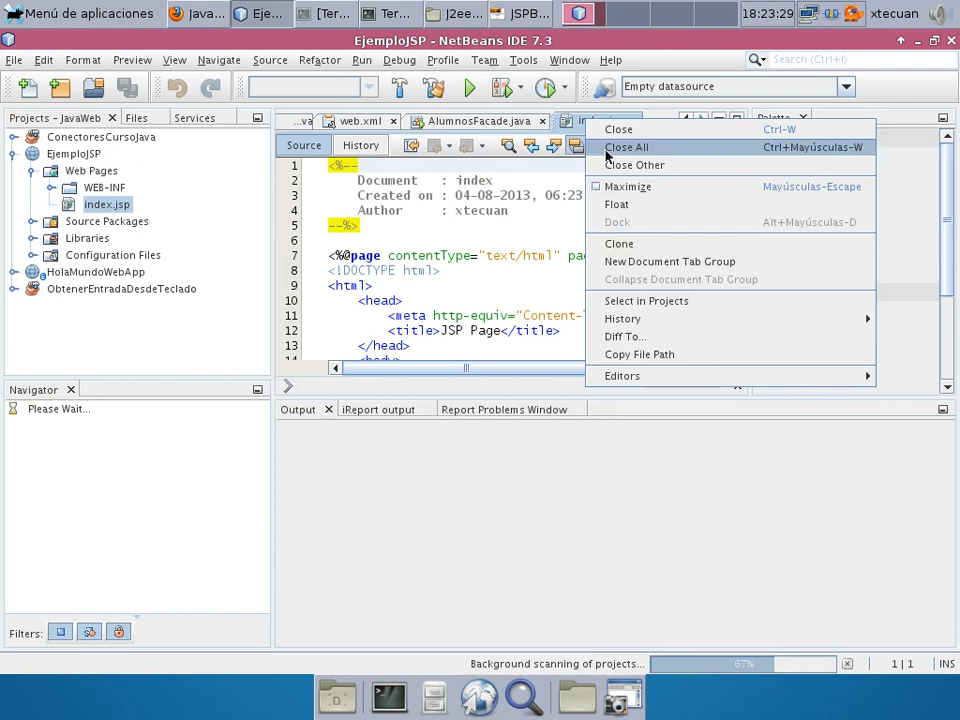 Menú de aplicaciones
Java...
Eje...
[Ter...
Ter...
J2ee...
JSPB...
18:23:29
xtecuan
EjemploJSP - NetBeans IDE 7.3
File Edit Format Preview View Navigate Source Refactor Run Debug Profile Team Tools Window Help
Search (Ctrl+I)
Empty datasource
Projects - JavaWeb
Files
Services
ConectoresCursoJava
EjemploJSP
Web Pages
WEB-INF
index.jsp
Source Packages
Libraries
Configuration Files
HolaMundoWebApp
ObtenerEntradaDesdeTeclado
...va
web.xml
AlumnosFacade.java
Source
History
1 <%--
2 Document : index
3 Created on : 04-08-2013, 06:23
4 Author : xtecuan
5 --%>
6
7 <%@page contentType="text/html"
8 <!DOCTYPE html>
9 <html>
10 <head>
11 <meta http-equiv="Content-
12 <title>JSP Page</title>
13 </head>
14
Close Ctrl-W
Close All Ctrl+Mayúsculas-W
Close Other
Maximize Mayúsculas-Escape
Float
Dock Alt+Mayúsculas-D
Clone
New Document Tab Group
Collapse Document Tab Group
Select in Projects
History
Diff To...
Copy File Path
Editors
Navigator
Please Wait...
Filters:
Output
iReport output
Report Problems Window
Background scanning of projects...
67%
1 | 1
INS